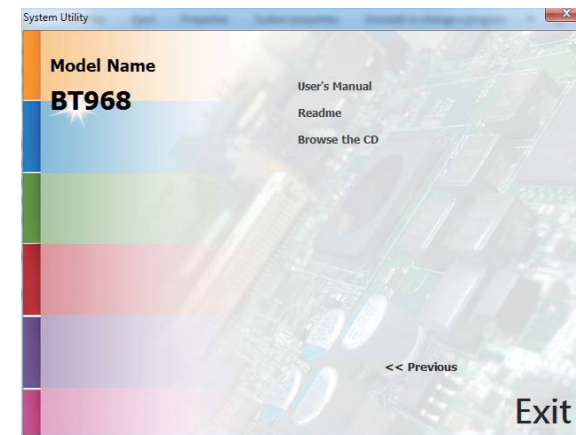 System Utility
Model Name
BT968
User's Manual
Readme
Browse the CD
<< Previous
Exit